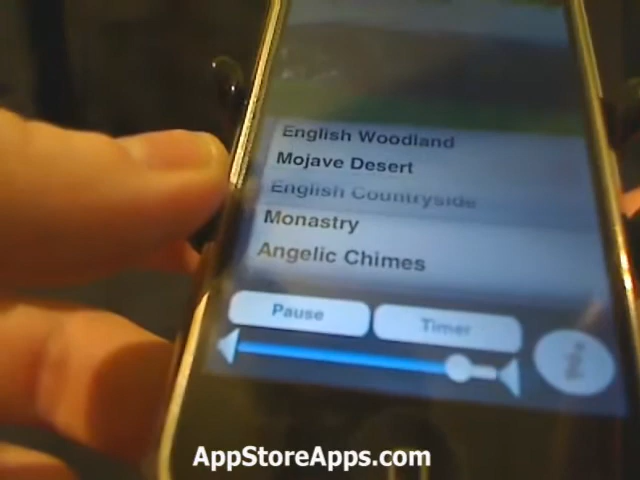 English Woodland
Mojave Desert
English Countryside
Monastry
Angelic Chimes
Pause
Timer
AppStoreApps.com